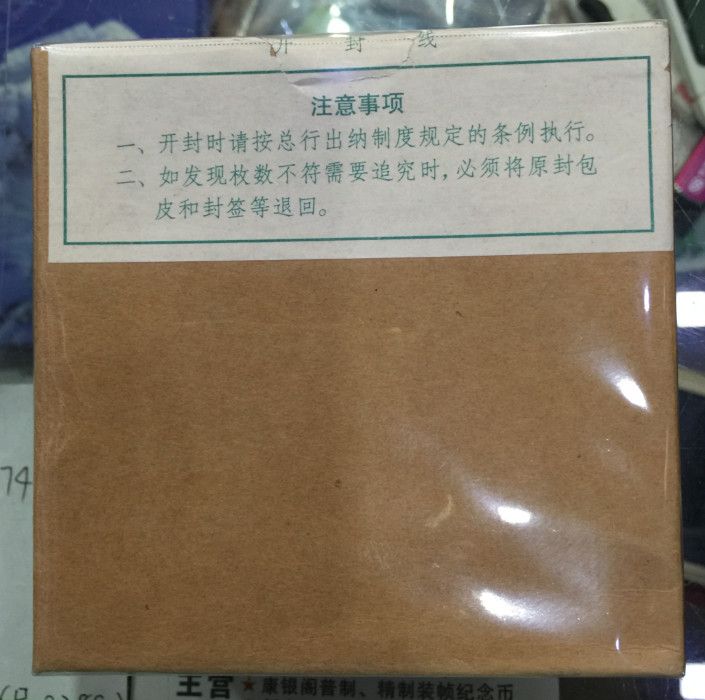 开 封 线
注意事项
一、开封时请按总行出纳制度规定的条例执行。
二、如发现枚数不符需要追究时,必须将原封包
皮和封签等退回。
74
主营 ★ 康银阁普制、精制装帧纪念币